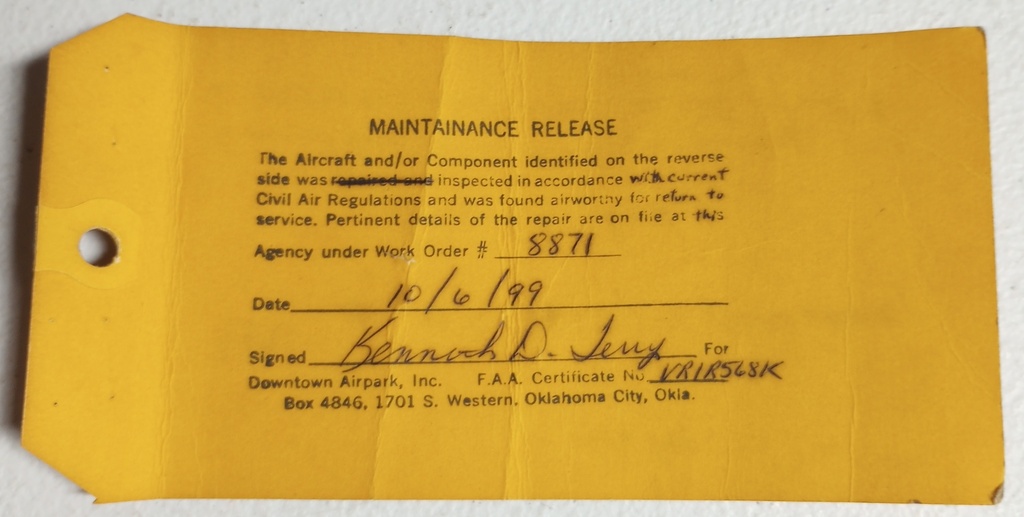 MAINTAINANCE RELEASE
The Aircraft and/or Component identified on the reverse
side was repaired and inspected in accordance with current
Civil Air Regulations and was found airworthy for return to
service. Pertinent details of the repair are on file at this
Agency under Work Order # 8871
Date 10/6/99
Signed Kenneth D. Terry For
Downtown Airpark, Inc. F.A.A. Certificate No. VR1R568K
Box 4846, 1701 S. Western, Oklahoma City, Okla.